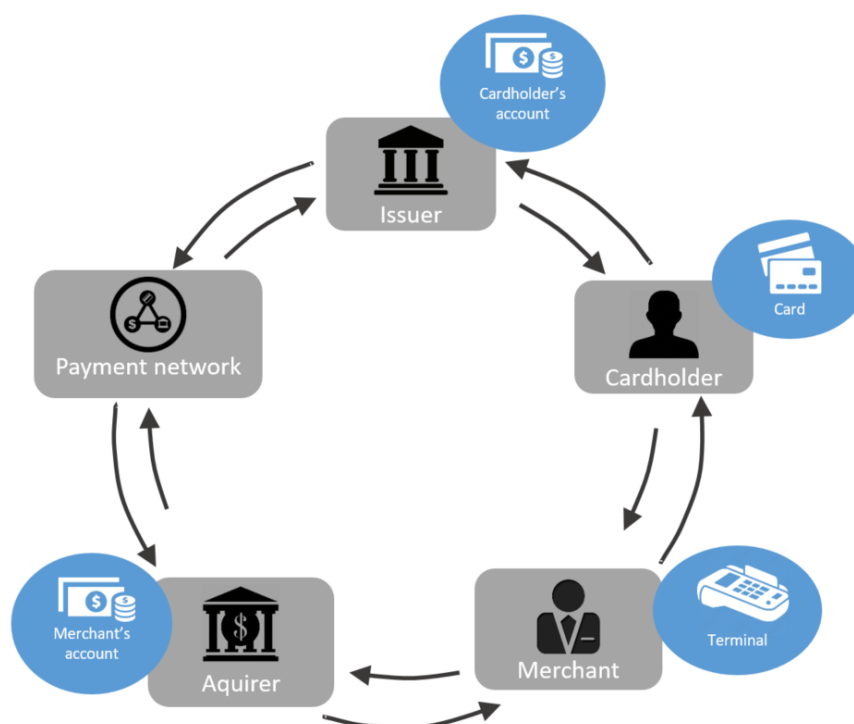 Cardholder's
account
Issuer
Card
Payment network
Cardholder
Merchant's
account
Aquirer
Merchant
Terminal